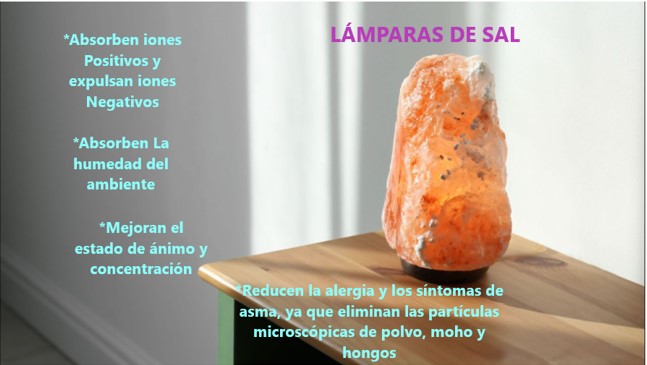 LÁMPARAS DE SAL
*Absorben iones
Positivos y
expulsan iones
Negativos
*Absorben La
humedad del
ambiente
*Mejoran el
estado de ánimo y
concentración
*Reducen la alergia y los síntomas de
asma, ya que eliminan las partículas
microscópicas de polvo, moho y
hongos